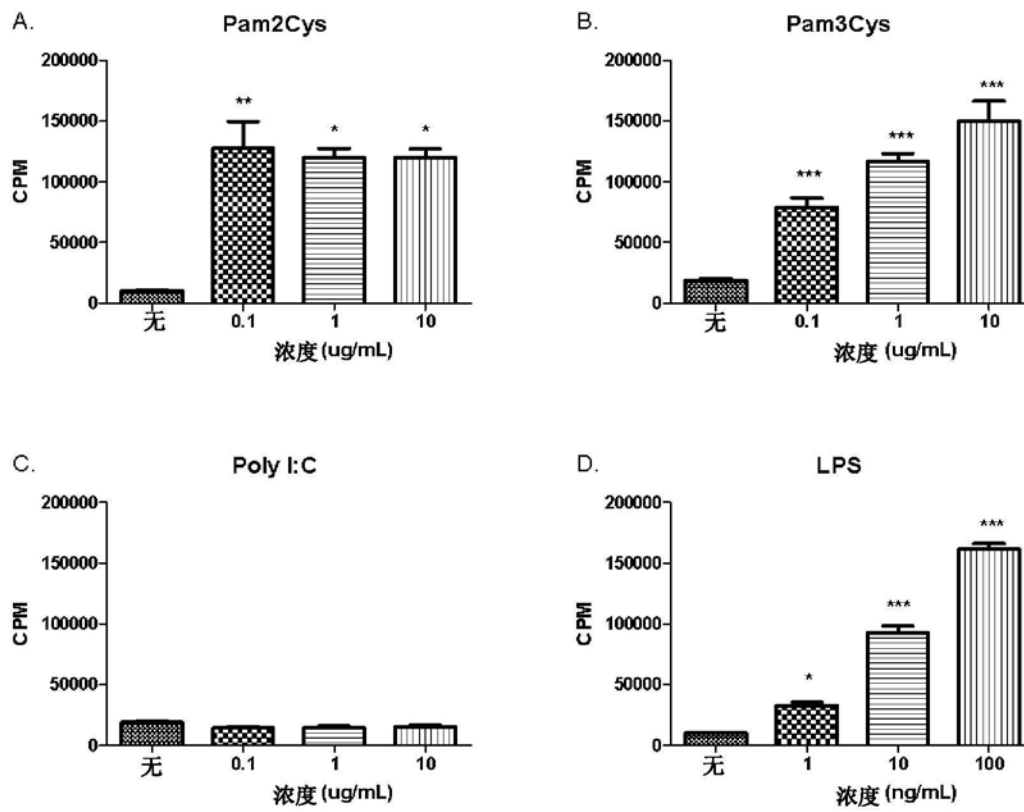 A.
Pam2Cys
200000
150000
100000
50000
0
CPM
**
*
*
无
0.1
1
10
浓度 (ug/mL)
B.
Pam3Cys
200000
150000
100000
50000
0
CPM
***
***
***
无
0.1
1
10
浓度 (ug/mL)
C.
Poly I:C
200000
150000
100000
50000
0
CPM
无
0.1
1
10
浓度 (ug/mL)
D.
LPS
200000
150000
100000
50000
0
CPM
*
***
***
无
1
10
100
浓度 (ng/mL)